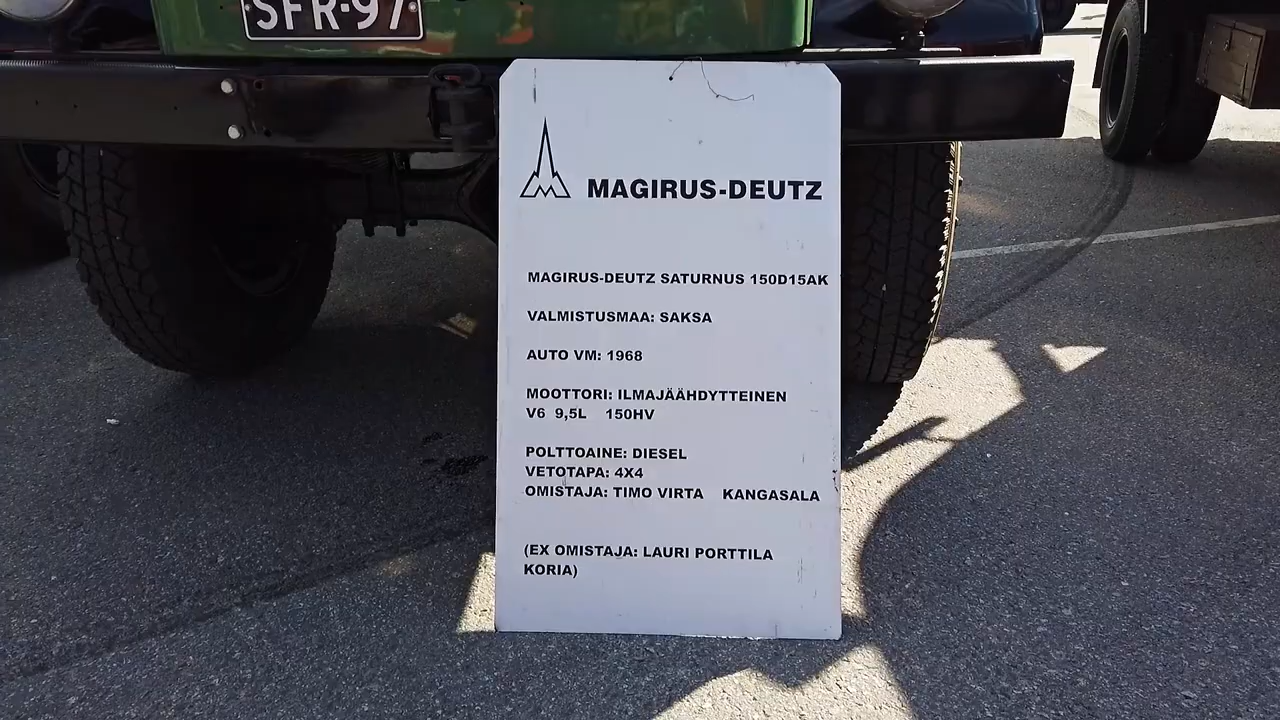 SFR-97
MAGIRUS-DEUTZ
MAGIRUS-DEUTZ SATURNUS 150D15AK
VALMISTUSMAA: SAKSA
AUTO VM: 1968
MOOTTORI: ILMAJÄÄHDYTTEINEN
V6 9,5L 150HV
POLTTOAINE: DIESEL
VETOTAPA: 4X4
OMISTAJA: TIMO VIRTA KANGASALA
(EX OMISTAJA: LAURI PORTTILA
KORIA)